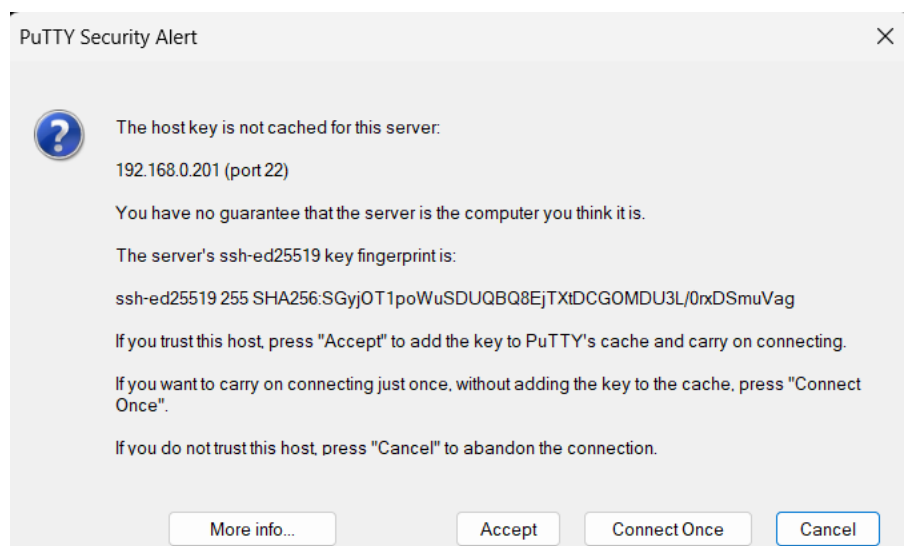 PuTTY Security Alert
The host key is not cached for this server:
192.168.0.201 (port 22)
You have no guarantee that the server is the computer you think it is.
The server's ssh-ed25519 key fingerprint is:
ssh-ed25519 255 SHA256:SGyjOT1poWuSDUQBQ8EjTXtDCGOMDU3L/0rxDSmuVag
If you trust this host, press "Accept" to add the key to PuTTY's cache and carry on connecting.
If you want to carry on connecting just once, without adding the key to the cache, press "Connect
Once".
If you do not trust this host, press "Cancel" to abandon the connection.
More info... Accept Connect Once Cancel